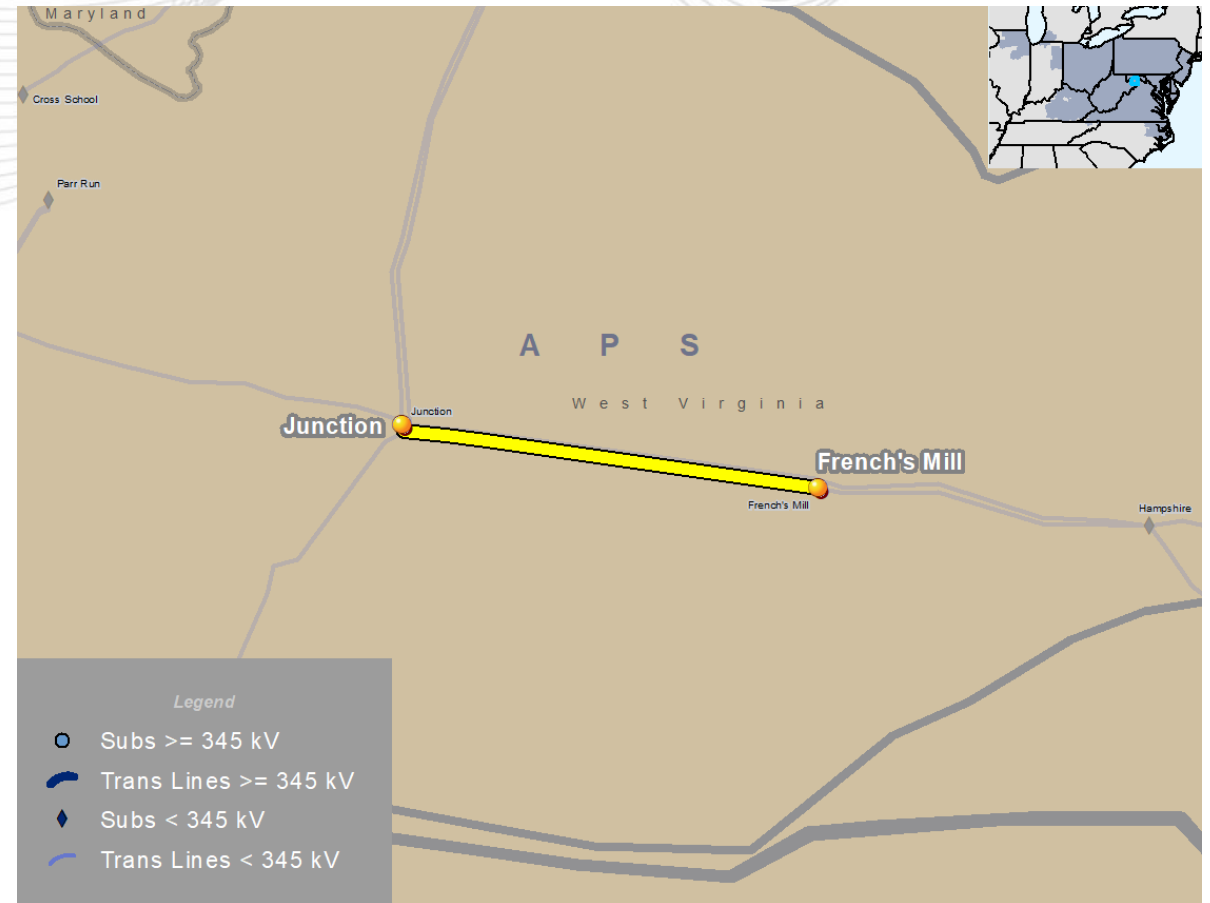 Maryland
Cross School
Parr Run
A P S
West Virginia
Junction
Junction
French's Mill
French's Mill
Hampshire
Legend
Subs >= 345 kV
Trans Lines >= 345 kV
Subs < 345 kV
Trans Lines < 345 kV